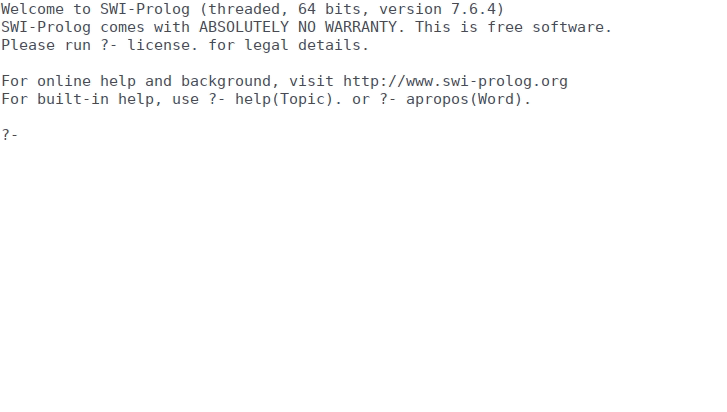 Welcome to SWI-Prolog (threaded, 64 bits, version 7.6.4)
SWI-Prolog comes with ABSOLUTELY NO WARRANTY. This is free software.
Please run ?- license. for legal details.
For online help and background, visit http://www.swi-prolog.org
For built-in help, use ?- help(Topic). or ?- apropos(Word).
?-